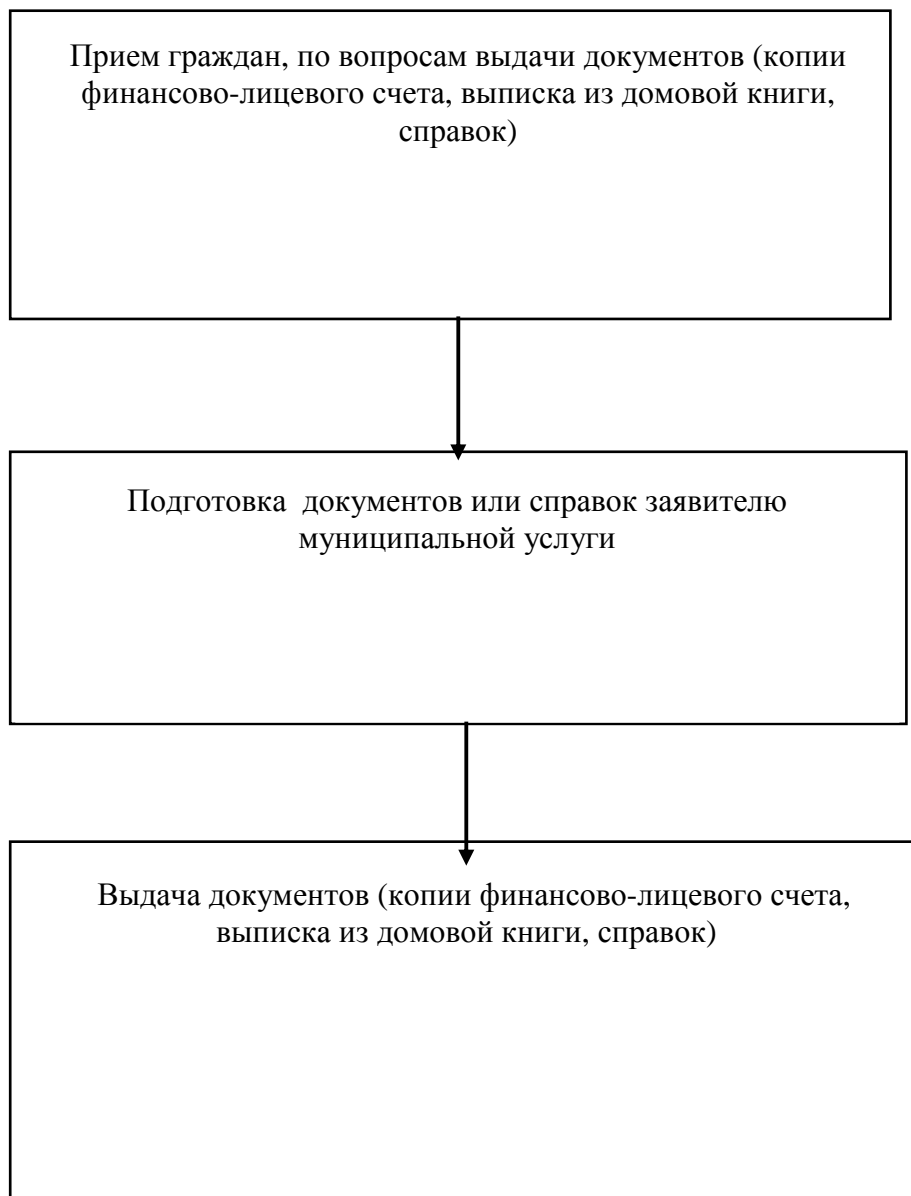 Прием граждан, по вопросам выдачи документов (копии
финансово-лицевого счета, выписка из домовой книги,
справок)
Подготовка  документов или справок заявителю
муниципальной услуги
Выдача документов (копии финансово-лицевого счета,
выписка из домовой книги, справок)